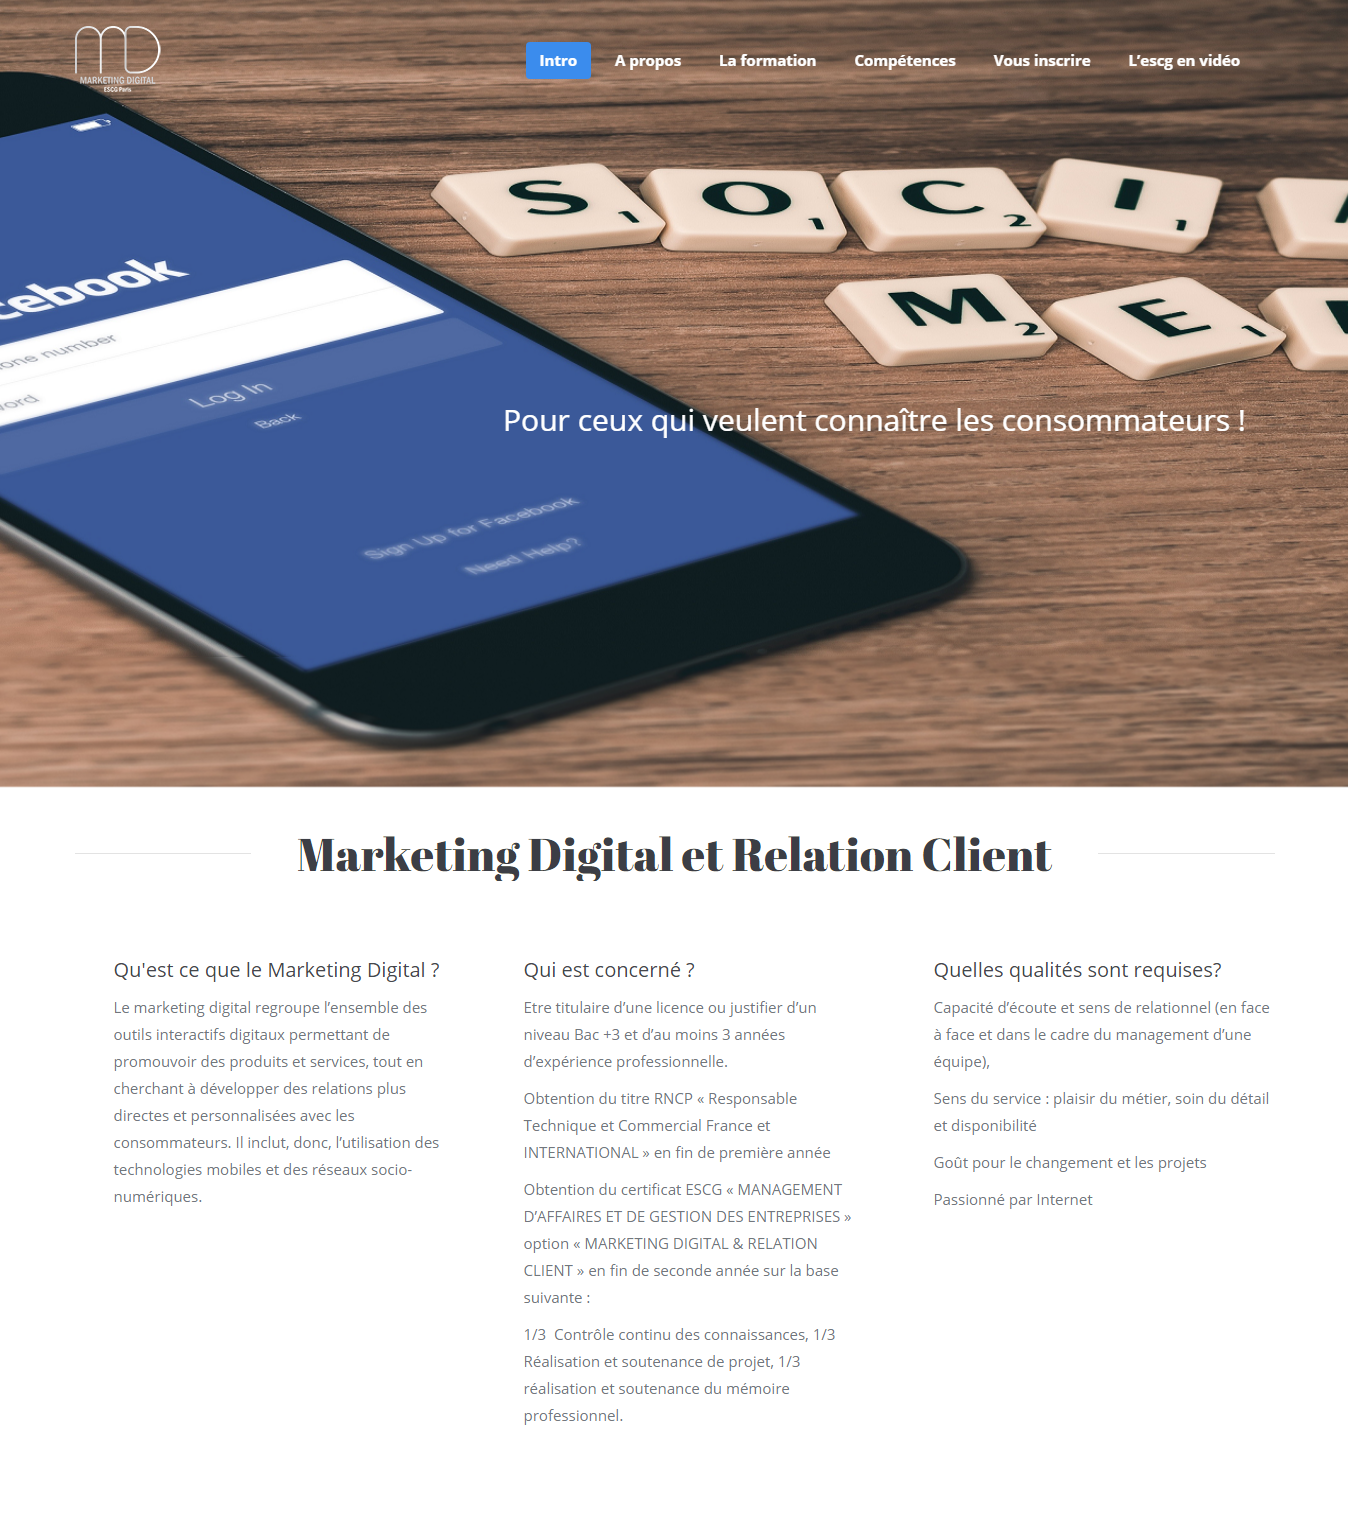 MARKETING DIGITAL
ESCG Paris
Intro
A propos
La formation
Compétences
Vous inscrire
L’escg en vidéo
S1 O1 C2 I1
M2 E1
cebook
one number
word
Log In
Back
Sign Up for Facebook
Need Help?
Pour ceux qui veulent connaître les consommateurs !
Marketing Digital et Relation Client
Qu'est ce que le Marketing Digital ?
Le marketing digital regroupe l’ensemble des
outils interactifs digitaux permettant de
promouvoir des produits et services, tout en
cherchant à développer des relations plus
directes et personnalisées avec les
consommateurs. Il inclut, donc, l’utilisation des
technologies mobiles et des réseaux socio-
numériques.
Qui est concerné ?
Etre titulaire d’une licence ou justifier d’un
niveau Bac +3 et d’au moins 3 années
d’expérience professionnelle.
Obtention du titre RNCP « Responsable
Technique et Commercial France et
INTERNATIONAL » en fin de première année
Obtention du certificat ESCG « MANAGEMENT
D’AFFAIRES ET DE GESTION DES ENTREPRISES »
option « MARKETING DIGITAL & RELATION
CLIENT » en fin de seconde année sur la base
suivante :
1/3  Contrôle continu des connaissances, 1/3
Réalisation et soutenance de projet, 1/3
réalisation et soutenance du mémoire
professionnel.
Quelles qualités sont requises?
Capacité d’écoute et sens de relationnel (en face
à face et dans le cadre du management d’une
équipe),
Sens du service : plaisir du métier, soin du détail
et disponibilité
Goût pour le changement et les projets
Passionné par Internet